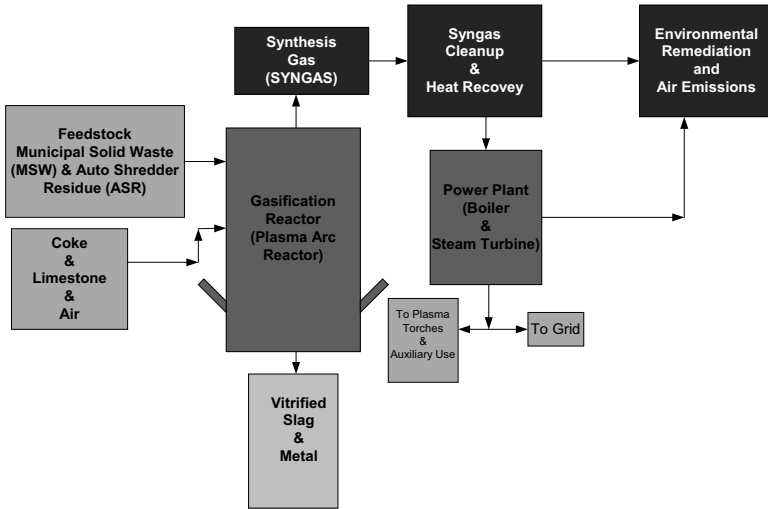 Synthesis
Gas
(SYNGAS)
Syngas
Cleanup
&
Heat Recovey
Environmental
Remediation
and
Air Emissions
Feedstock
Municipal Solid Waste
(MSW) & Auto Shredder
Residue (ASR)
Gasification
Reactor
(Plasma Arc
Reactor)
Power Plant
(Boiler
&
Steam Turbine)
Coke
&
Limestone
&
Air
To Plasma
Torches
&
Auxiliary Use
To Grid
Vitrified
Slag
&
Metal